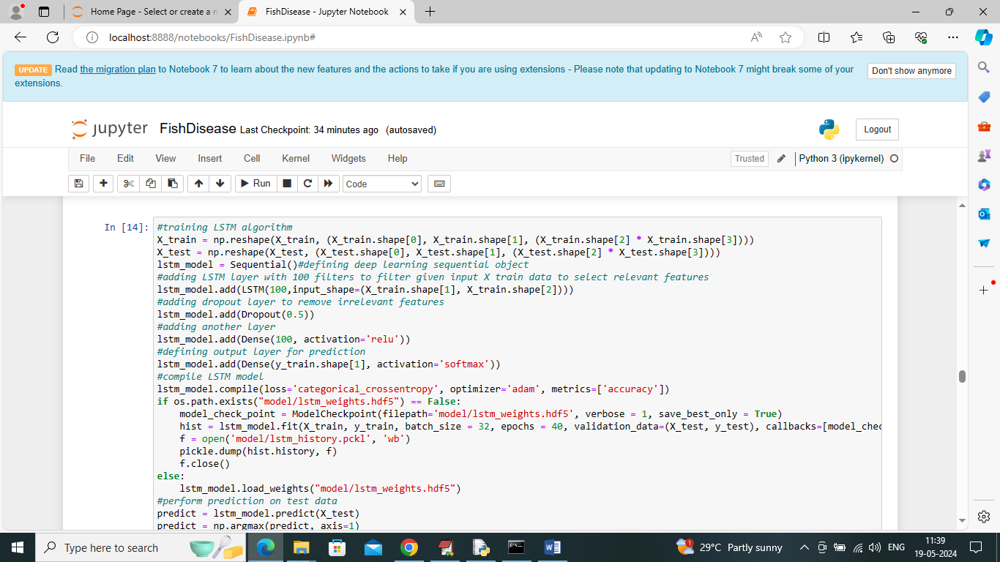 Home Page - Select or create a n
FishDisease - Jupyter Notebook
localhost:8888/notebooks/FishDisease.ipynb#
UPDATE Read the migration plan to Notebook 7 to learn about the new features and the actions to take if you are using extensions - Please note that updating to Notebook 7 might break some of your
extensions.
Don't show anymore
jupyter FishDisease Last Checkpoint: 34 minutes ago (autosaved)
Logout
File Edit View Insert Cell Kernel Widgets Help
Trusted
Python 3 (ipykernel)
Run
Code
In [14]:
#training LSTM algorithm
X_train = np.reshape(X_train, (X_train.shape[0], X_train.shape[1], (X_train.shape[2] * X_train.shape[3])))
X_test = np.reshape(X_test, (X_test.shape[0], X_test.shape[1], (X_test.shape[2] * X_test.shape[3])))
lstm_model = Sequential()#defining deep learning sequential object
#adding LSTM layer with 100 filters to filter given input X train data to select relevant features
lstm_model.add(LSTM(100,input_shape=(X_train.shape[1], X_train.shape[2])))
#adding dropout layer to remove irrelevant features
lstm_model.add(Dropout(0.5))
#adding another layer
lstm_model.add(Dense(100, activation='relu'))
#defining output layer for prediction
lstm_model.add(Dense(y_train.shape[1], activation='softmax'))
#compile LSTM model
lstm_model.compile(loss='categorical_crossentropy', optimizer='adam', metrics=['accuracy'])
if os.path.exists("model/lstm_weights.hdf5") == False:
    model_check_point = ModelCheckpoint(filepath='model/lstm_weights.hdf5', verbose = 1, save_best_only = True)
    hist = lstm_model.fit(X_train, y_train, batch_size = 32, epochs = 40, validation_data=(X_test, y_test), callbacks=[model_chec
    f = open('model/lstm_history.pckl', 'wb')
    pickle.dump(hist.history, f)
    f.close()
else:
    lstm_model.load_weights("model/lstm_weights.hdf5")
#perform prediction on test data
predict = lstm_model.predict(X_test)
predict = np.argmax(predict, axis=1)
Type here to search
1
29°C Partly sunny
ENG
11:39
19-05-2024